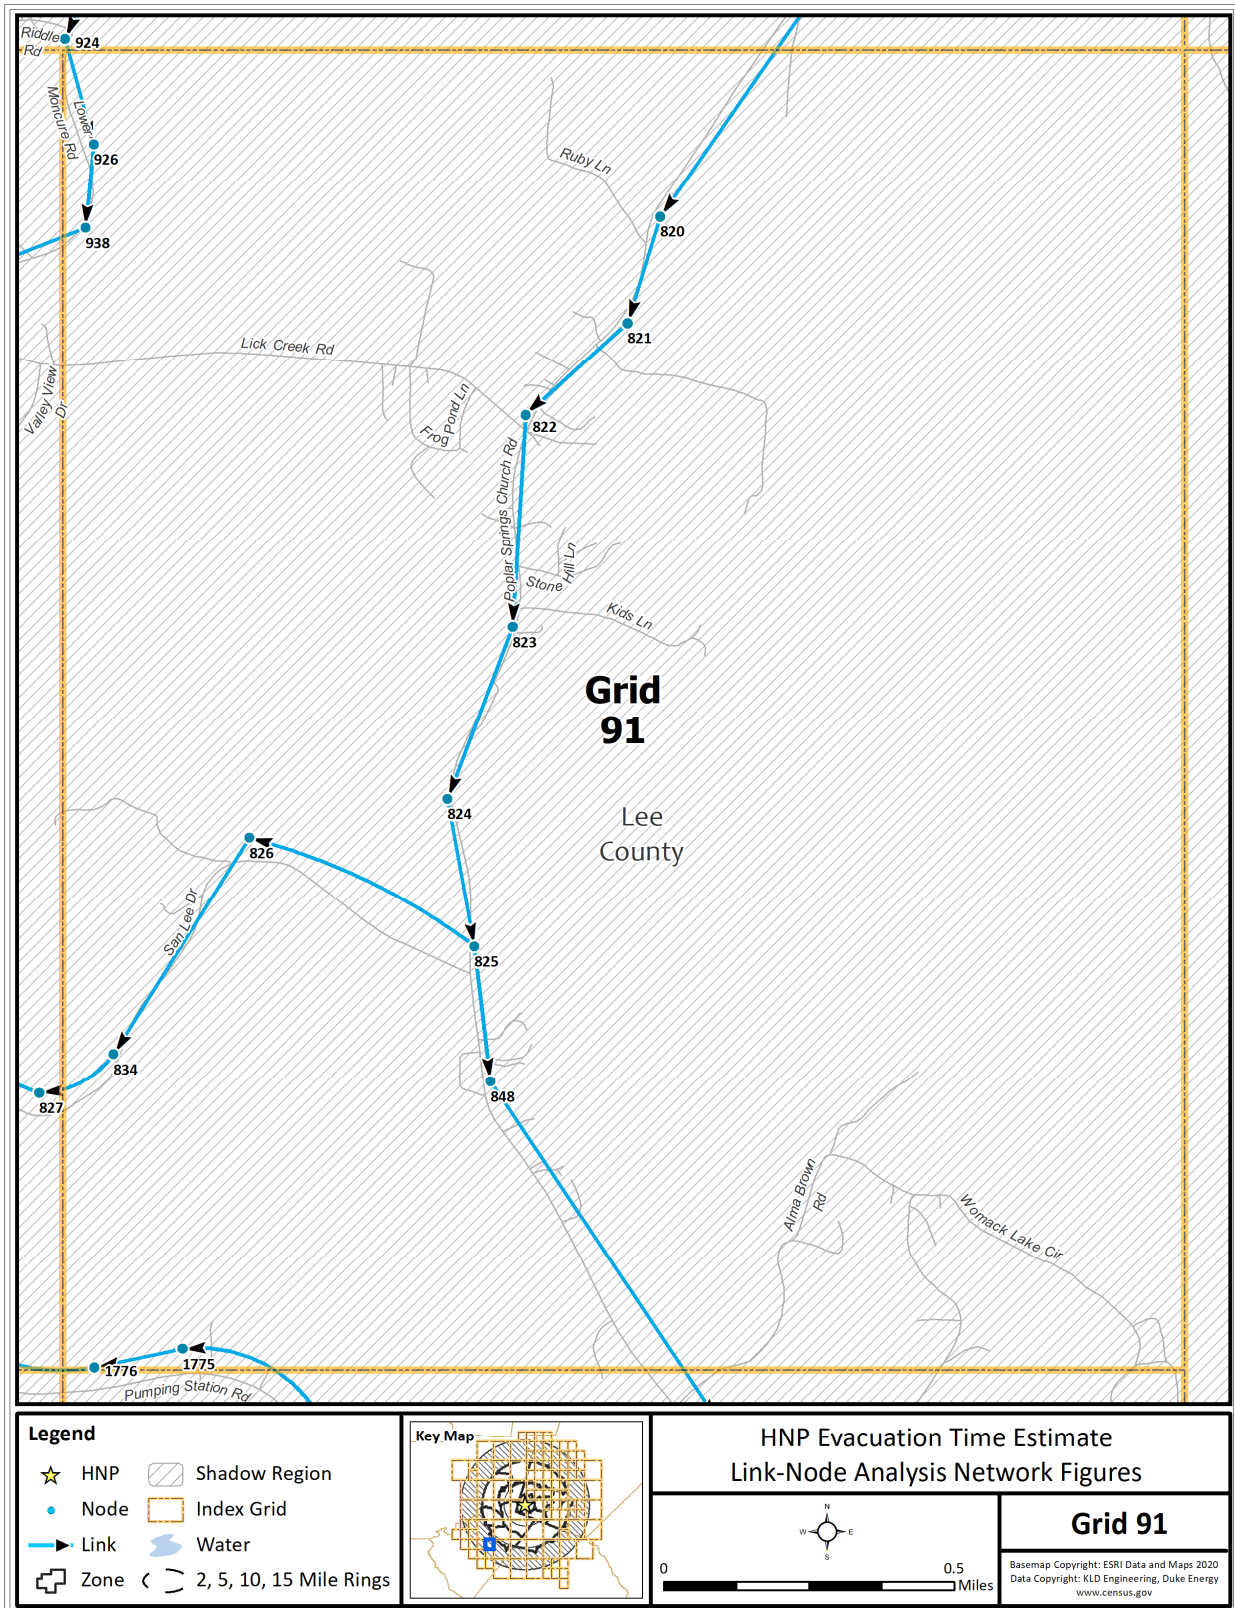 Riddle
Rd
924
Moncure Rd
Lower
926
938
Ruby Ln
820
821
Lick Creek Rd
Valley View
Dr
Frog
Pond Ln
822
Poplar Springs Church Rd
Stone
Hill Ln
Kids Ln
823
Grid
91
824
Lee
County
826
San Lee Dr
825
834
827
848
Alma Brown
Rd
Womack Lake Cir
1775
1776
Pumping Station Rd
Legend
HNP
Shadow Region
Node
Index Grid
Link
Water
Zone
2, 5, 10, 15 Mile Rings
Key Map
HNP Evacuation Time Estimate
Link-Node Analysis Network Figures
N
W
E
S
0
0.5
Miles
Grid 91
Basemap Copyright: ESRI Data and Maps 2020
Data Copyright: KLD Engineering, Duke Energy
www.census.gov